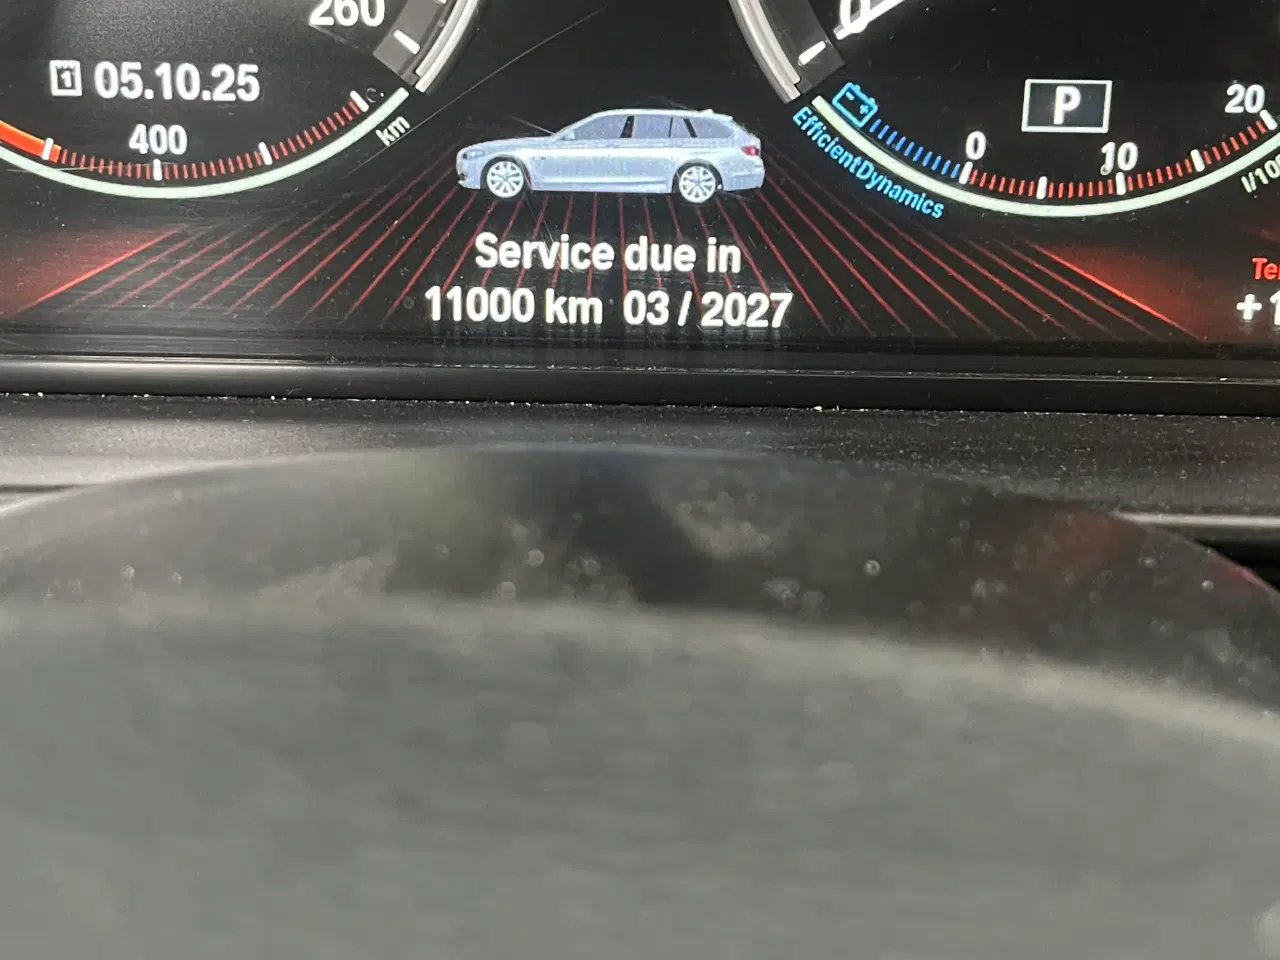 260
05.10.25
400
km
EfficientDynamics
0
P
10
20
Service due in
11000 km 03 / 2027